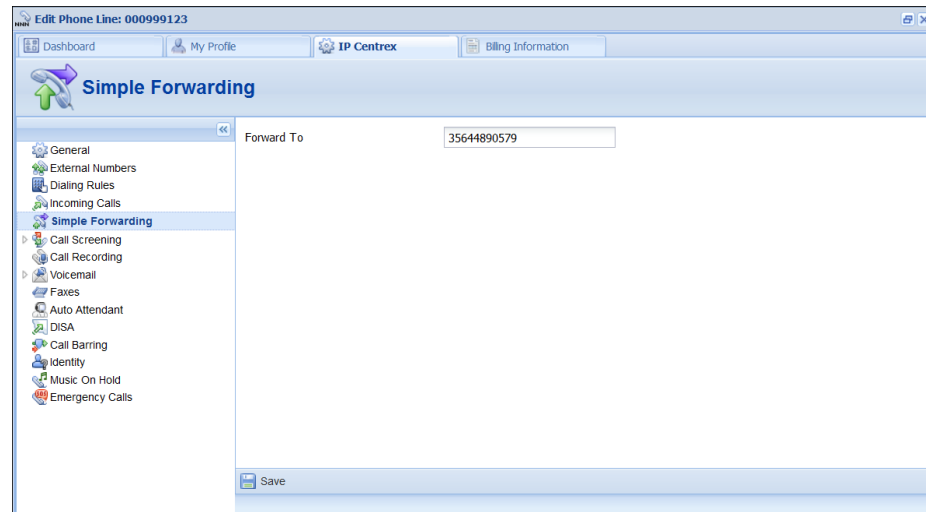 NNN Edit Phone Line: 000999123
Dashboard My Profile IP Centrex Billing Information
Simple Forwarding
General
External Numbers
Dialing Rules
Incoming Calls
Simple Forwarding
Call Screening
Call Recording
Voicemail
Faxes
Auto Attendant
DISA
Call Barring
Identity
Music On Hold
Emergency Calls
Forward To 35644890579
Save